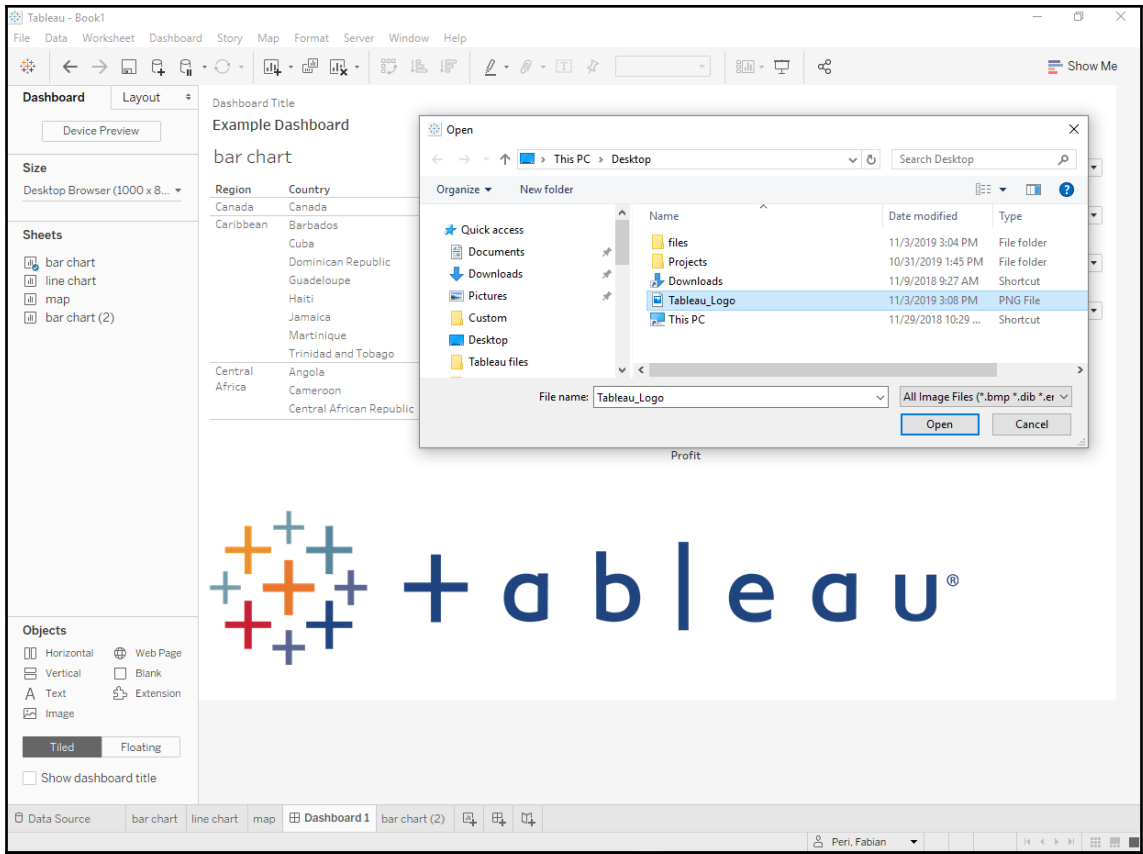 Tableau - Book1
File Data Worksheet Dashboard Story Map Format Server Window Help
Show Me
Dashboard Layout
Device Preview
Size
Desktop Browser (1000 x 8...
Sheets
bar chart
line chart
map
bar chart (2)
Objects
Horizontal Web Page
Vertical Blank
A Text Extension
Image
Tiled Floating
Show dashboard title
Dashboard Title
Example Dashboard
bar chart
Region Country
Canada Canada
Caribbean Barbados
Cuba
Dominican Republic
Guadeloupe
Haiti
Jamaica
Martinique
Trinidad and Tobago
Central Angola
Africa Cameroon
Central African Republic
Profit
Open
This PC > Desktop
Search Desktop
Organize New folder
Quick access
Documents
Downloads
Pictures
Custom
Desktop
Tableau files
Name Date modified Type
files 11/3/2019 3:04 PM File folder
Projects 10/31/2019 1:45 PM File folder
Downloads 11/9/2018 9:27 AM Shortcut
Tableau_Logo 11/3/2019 3:08 PM PNG File
This PC 11/29/2018 10:29 ... Shortcut
File name: Tableau_Logo All Image Files (*.bmp *.dib *.er
Open Cancel
+ a b l e a u ®
Data Source bar chart line chart map Dashboard 1 bar chart (2)
Peri, Fabian